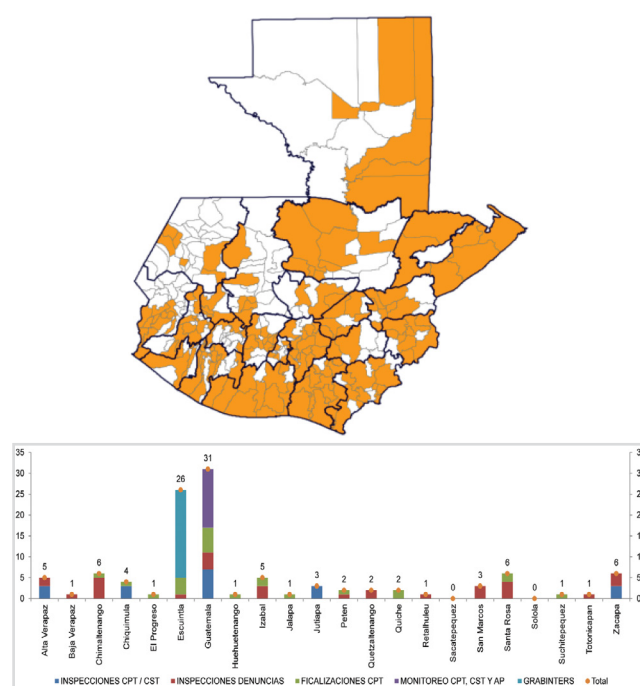 35
30
25
20
15
10
5
0
5
1
6
4
1
26
31
1
5
1
3
2
2
2
1
0
3
6
0
1
1
6
Alta Verapaz
Baja Verapaz
Chimaltenango
Chiquimula
El Progreso
Escuintla
Guatemala
Huehuetenango
Izabal
Jalapa
Jutiapa
Peten
Quetzaltenango
Quiche
Retalhuleu
Sacatepequez
San Marcos
Santa Rosa
Solola
Suchitepequez
Totonicapan
Zacapa
INSPECCIONES CPT / CST
INSPECCIONES DENUNCIAS
FICALIZACIONES CPT
MONITOREO CPT, CST Y AP
GRABINTERS
Total